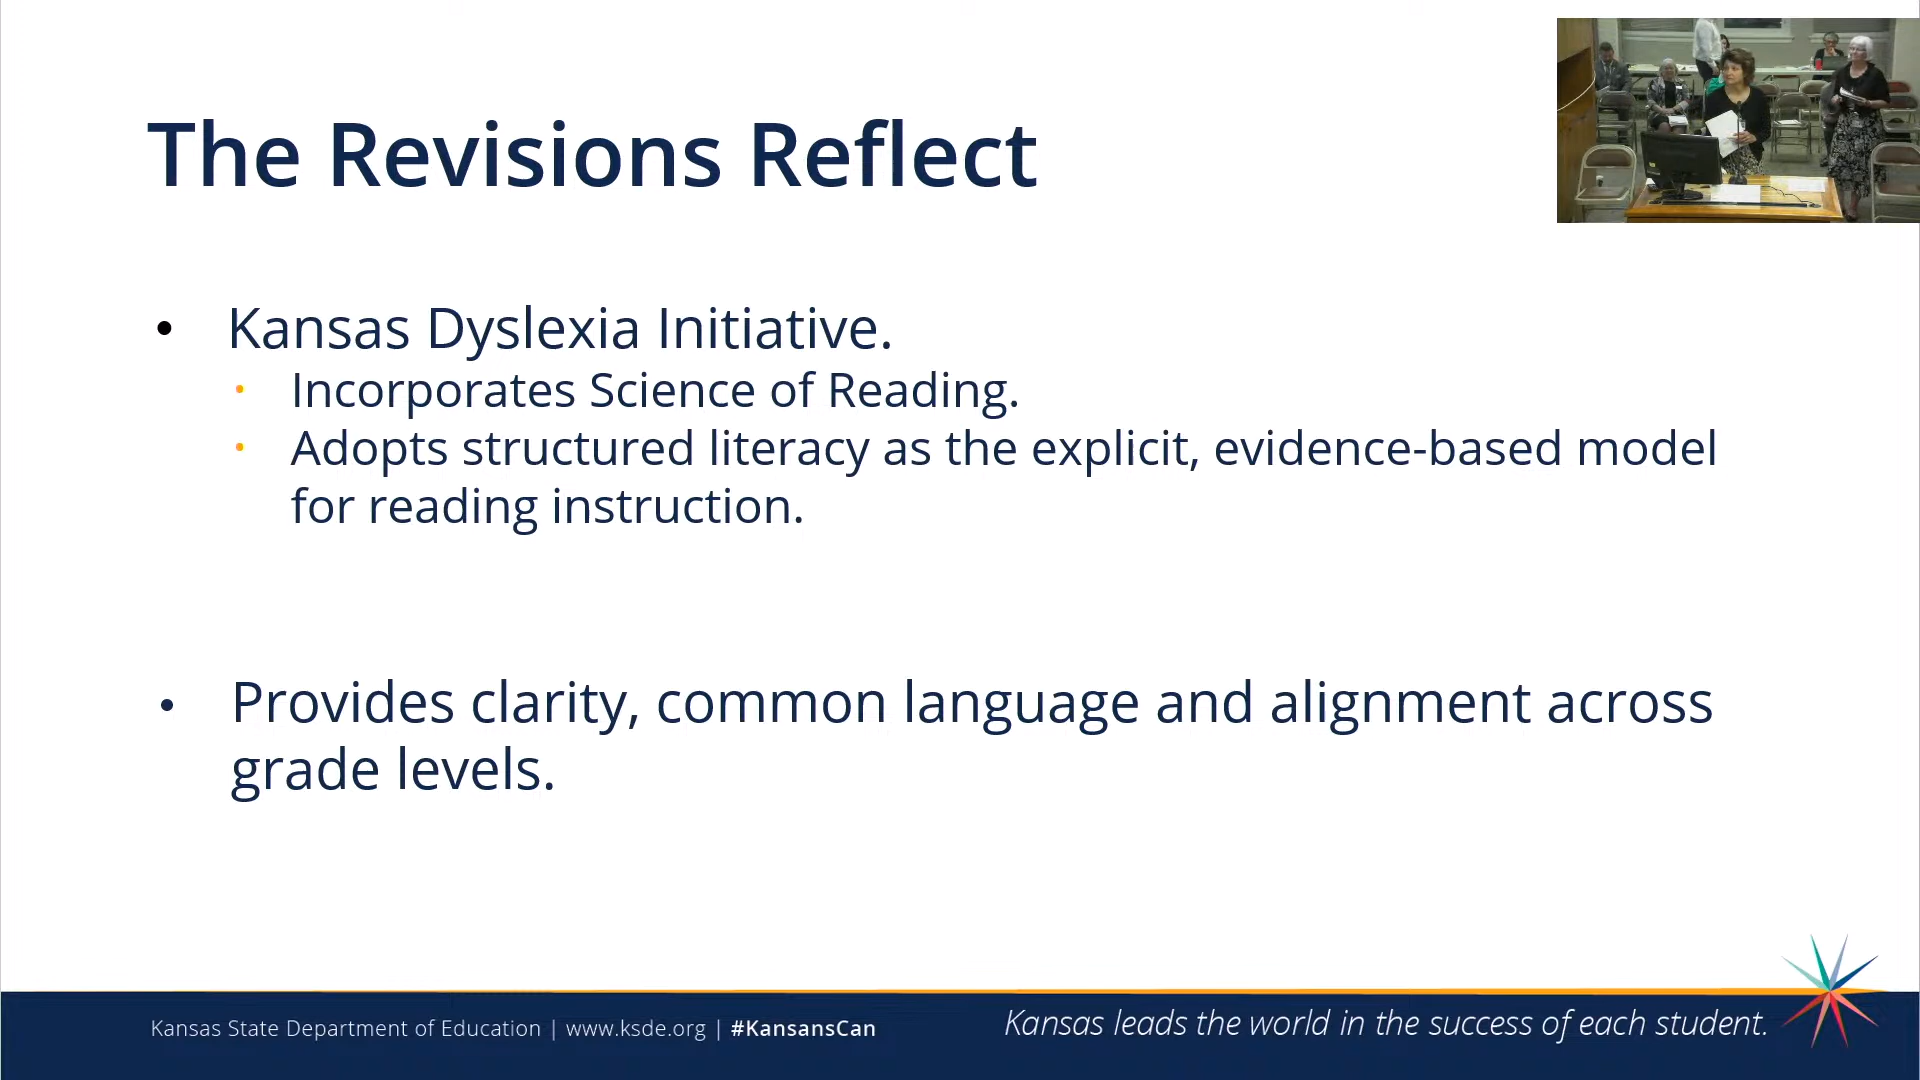 The Revisions Reflect
• Kansas Dyslexia Initiative.
• Incorporates Science of Reading.
• Adopts structured literacy as the explicit, evidence-based model
for reading instruction.
• Provides clarity, common language and alignment across
grade levels.
Kansas State Department of Education | www.ksde.org | #KansansCan
Kansas leads the world in the success of each student.